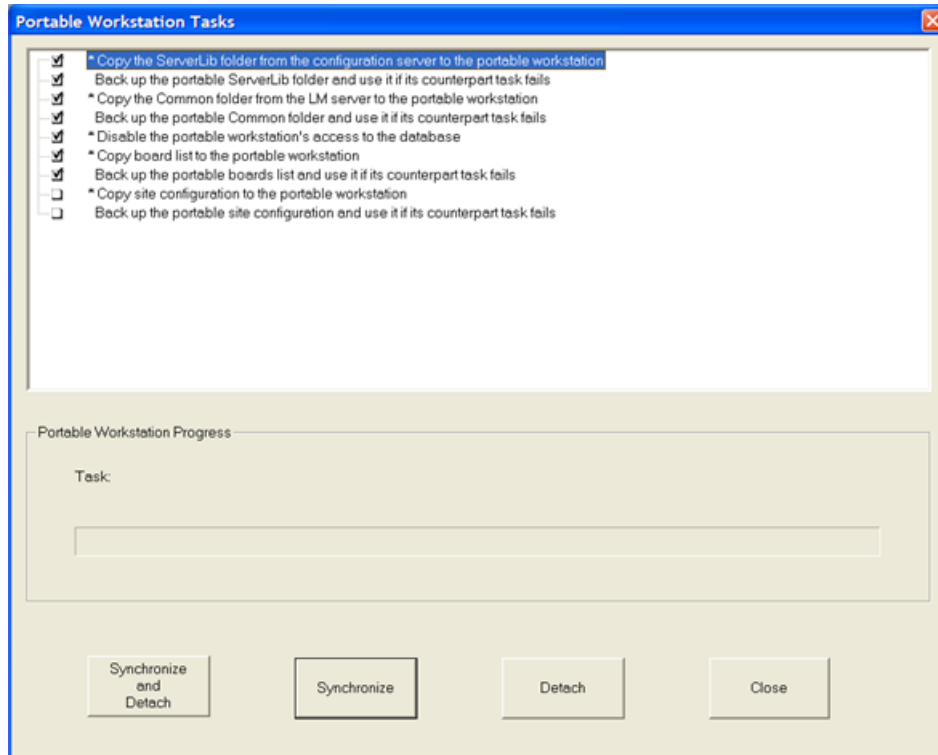 Portable Workstation Tasks
* Copy the ServerLib folder from the configuration server to the portable workstation
Back up the portable ServerLib folder and use it if its counterpart task fails
* Copy the Common folder from the LM server to the portable workstation
Back up the portable Common folder and use it if its counterpart task fails
* Disable the portable workstation's access to the database
* Copy board list to the portable workstation
Back up the portable boards list and use it if its counterpart task fails
* Copy site configuration to the portable workstation
Back up the portable site configuration and use it if its counterpart task fails
Portable Workstation Progress
Task:
Synchronize
and
Detach
Synchronize
Detach
Close